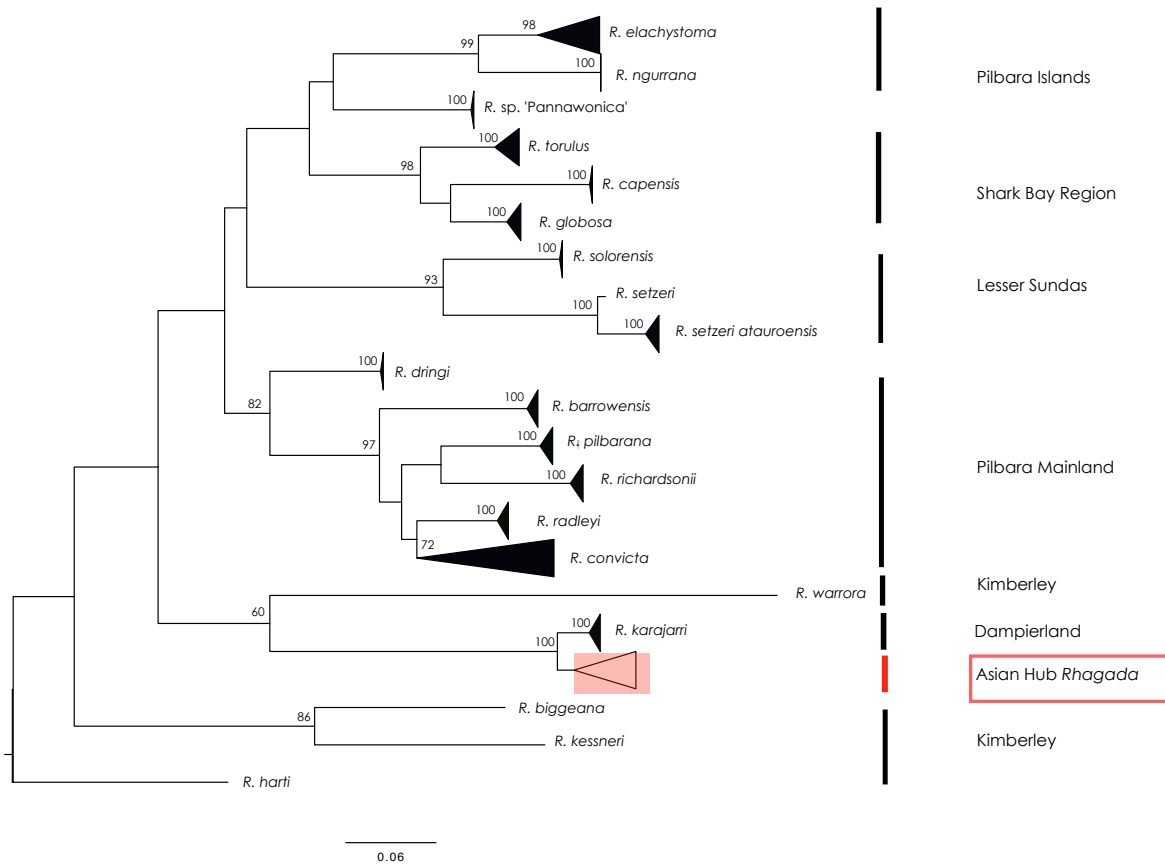 98
R. elachystoma
99
100
R. ngurrana
Pilbara Islands
100
R. sp. 'Pannawonica'
100
R. torulus
98
100
R. capensis
Shark Bay Region
100
R. globosa
100
R. solorensis
93
Lesser Sundas
R. setzeri
100
100
R. setzeri atauroensis
100
R. dringi
82
100
R. barrowensis
97
100
R. pilbarana
Pilbara Mainland
100
R. richardsonii
100
R. radleyi
72
R. convicta
Kimberley
R. warrora
60
100
R. karajarri
Dampierland
100
Asian Hub Rhagada
R. biggeana
86
R. kessneri
Kimberley
R. harti
0.06